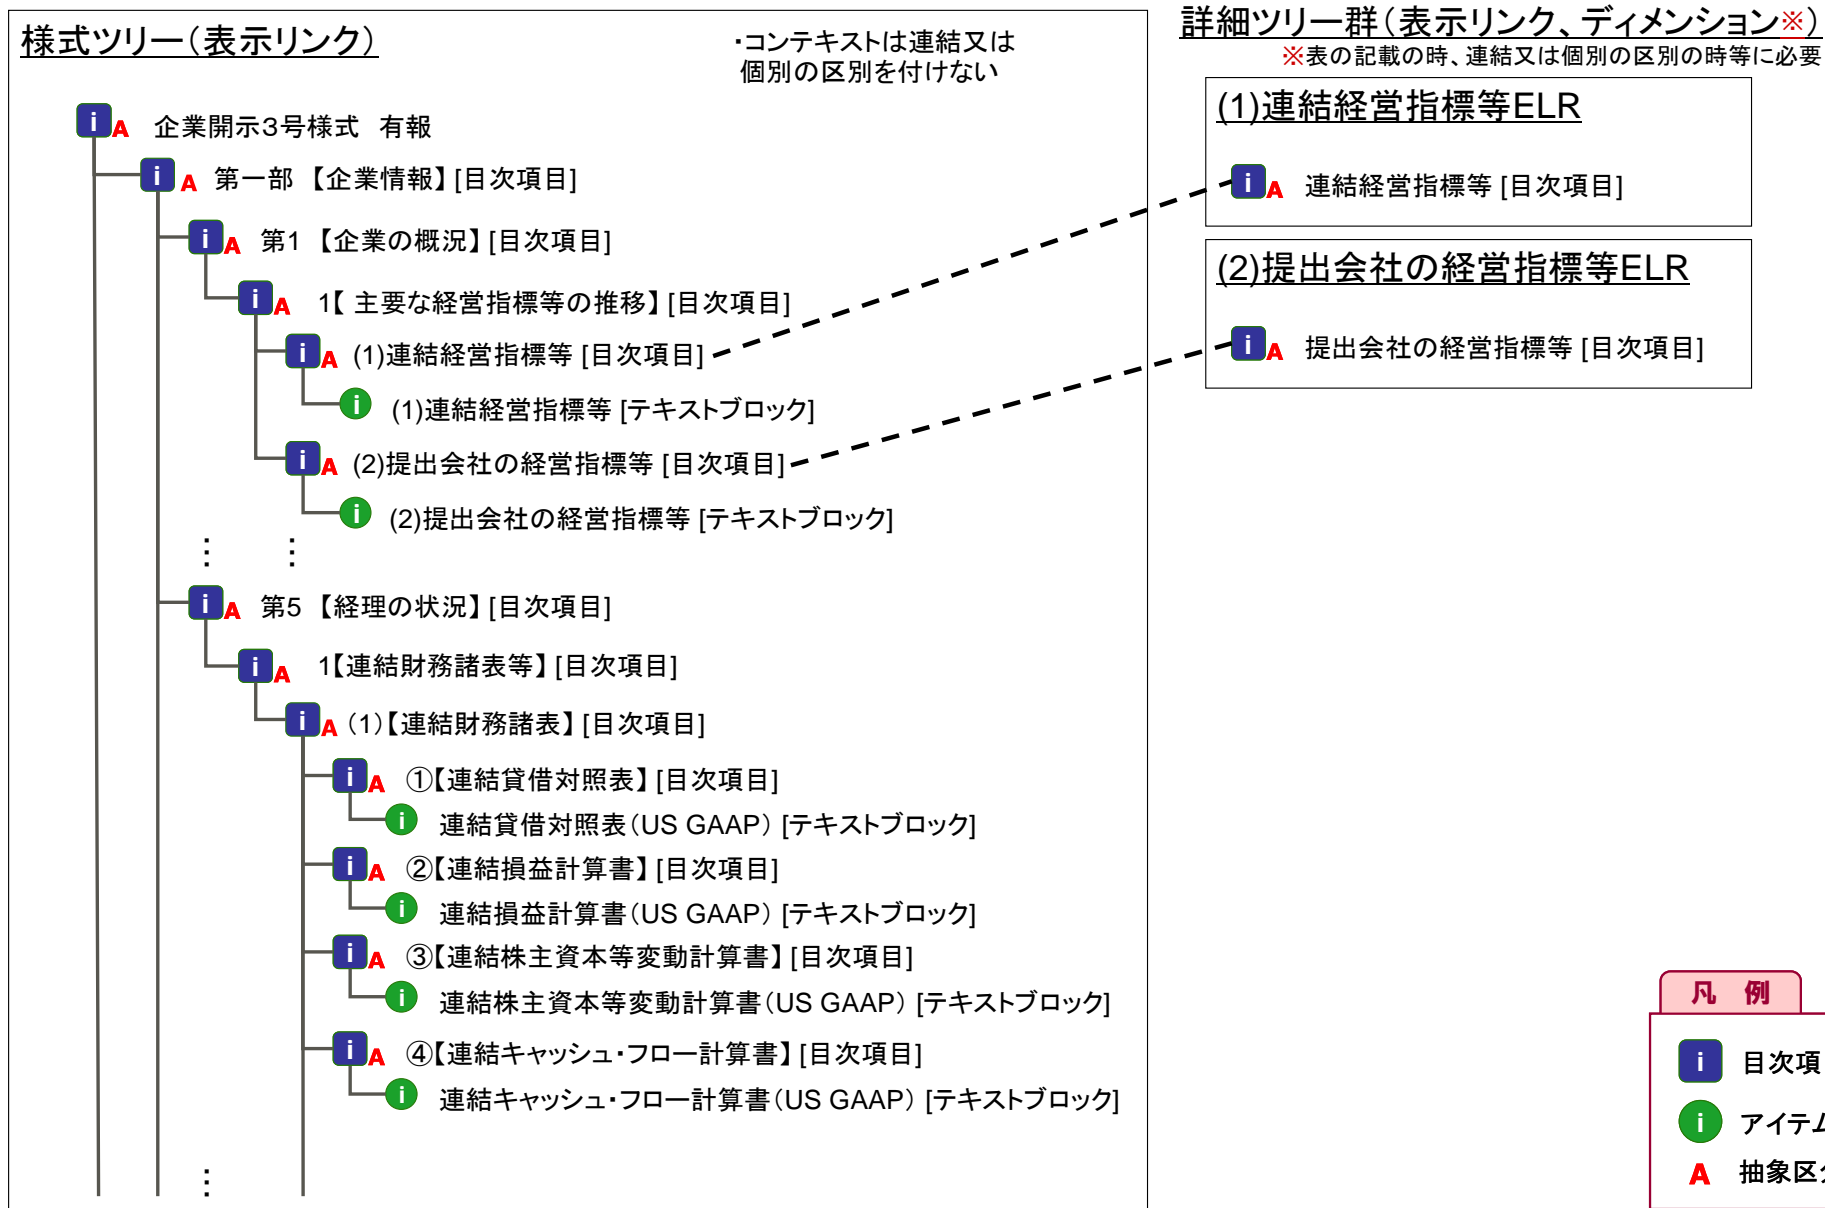 様式ツリー（表示リンク）
・コンテキストは連結又は
個別の区別を付けない
i A 企業開示３号様式 有報
i A 第一部 【企業情報】 [目次項目]
i A 第1 【企業の概況】 [目次項目]
i A 1【 主要な経営指標等の推移】 [目次項目]
i A (1)連結経営指標等 [目次項目]
i (1)連結経営指標等 [テキストブロック]
i A (2)提出会社の経営指標等 [目次項目]
i (2)提出会社の経営指標等 [テキストブロック]
⋮ ⋮
i A 第5 【経理の状況】 [目次項目]
i A 1【連結財務諸表等】 [目次項目]
i A （1）【連結財務諸表】 [目次項目]
i A ①【連結貸借対照表】 [目次項目]
i 連結貸借対照表（US GAAP） [テキストブロック]
i A ②【連結損益計算書】 [目次項目]
i 連結損益計算書（US GAAP） [テキストブロック]
i A ③【連結株主資本等変動計算書】 [目次項目]
i 連結株主資本等変動計算書（US GAAP） [テキストブロック]
i A ④【連結キャッシュ・フロー計算書】 [目次項目]
i 連結キャッシュ・フロー計算書（US GAAP） [テキストブロック]
⋮
詳細ツリー群（表示リンク、ディメンション※）
※表の記載の時、連結又は個別の区別の時等に必要
(1)連結経営指標等ELR
i A 連結経営指標等 [目次項目]
(2)提出会社の経営指標等ELR
i A 提出会社の経営指標等 [目次項目]
凡 例
i 目次項
i アイテム
A 抽象区